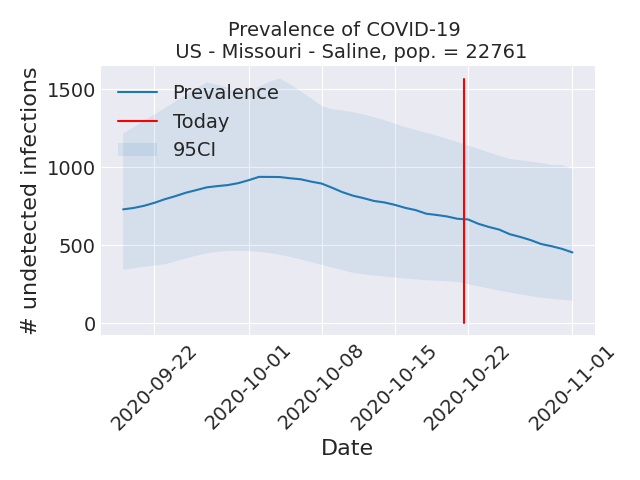 Prevalence of COVID-19
US - Missouri - Saline, pop. = 22761
# undetected infections
1500
1000
500
0
Prevalence
Today
95CI
2020-09-22
2020-10-01
2020-10-08
2020-10-15
2020-10-22
2020-11-01
Date